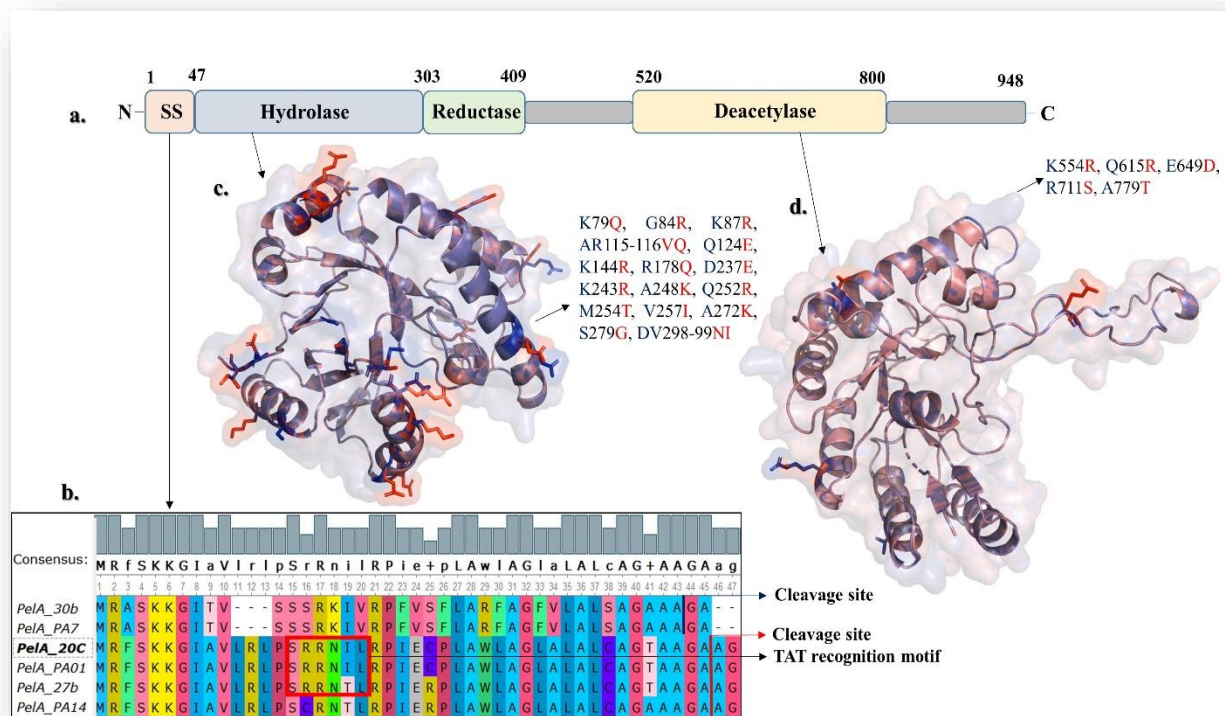 1 47 303 409 520 800 948
a. N SS Hydrolase Reductase Deacetylase C
c.
K79Q, G84R, K87R,
AR115-116VQ, Q124E,
K144R, R178Q, D237E,
K243R, A248K, Q252R,
M254T, V257I, A272K,
S279G, DV298-99NI
d.
K554R, Q615R, E649D,
R711S, A779T
b.
Consensus: M R f S K K G I a V l r l p S r R n i l R P i e + p L A w l A G l a L A L c A G + A A G A a g
1 2 3 4 5 6 7 8 9 10 11 12 13 14 15 16 17 18 19 20 21 22 23 24 25 26 27 28 29 30 31 32 33 34 35 36 37 38 39 40 41 42 43 44 45 46 47
PelA_30b M R A S K K G I T V - - - S S S R K I V R P F V S F L A R F A G F V L A L S A G A A A G A - -
PelA_PA7 M R A S K K G I T V - - - S S S R K I V R P F V S F L A R F A G F V L A L S A G A A A G A - -
PelA_20C M R F S K K G I A V L R L P S R R N I L R P I E C P L A W L A G L A L A L C A G T A A G A A G
PelA_PA01 M R F S K K G I A V L R L P S R R N I L R P I E C P L A W L A G L A L A L C A G T A A G A A G
PelA_27b M R F S K K G I A V L R L P S R R N T L R P I E R P L A W L A G L A L A L S A G T A A G A A G
PelA_PA14 M R F S K K G I A V L R L P S C R N T L R P I E R P L A W L A G L A L A L C A G A A A G A A G
Cleavage site
Cleavage site
TAT recognition motif